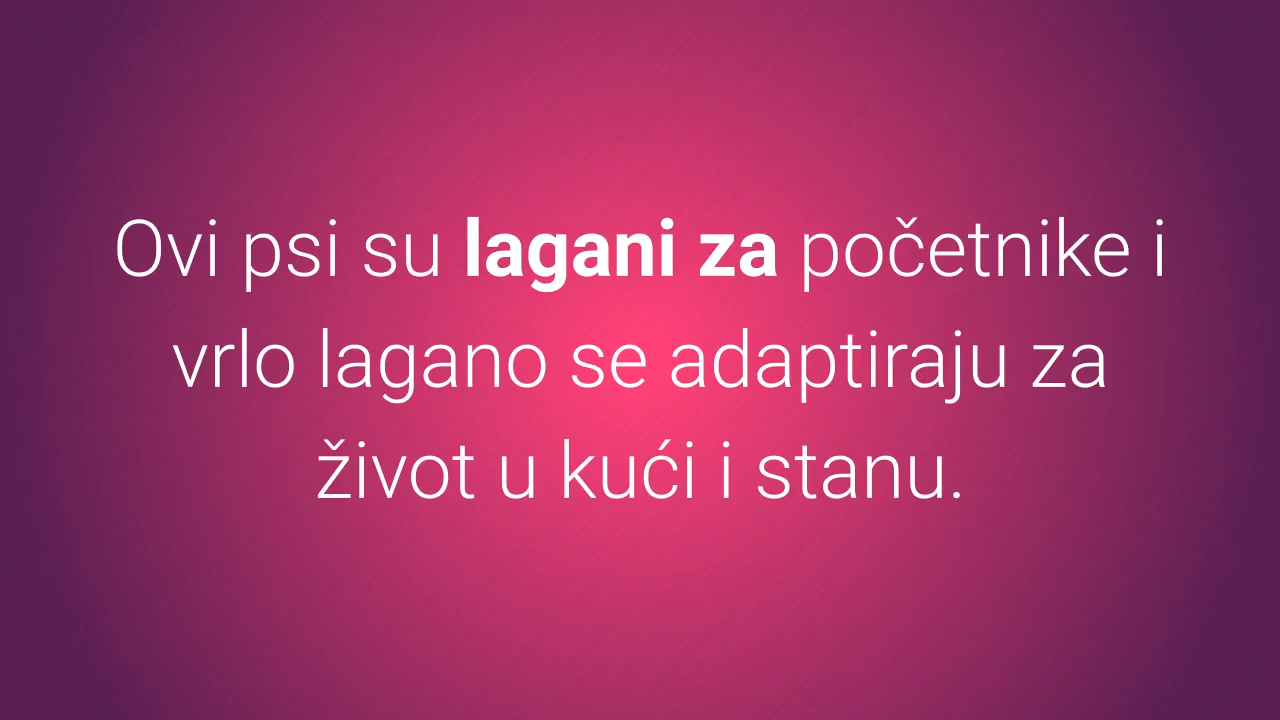 Ovi psi su lagani za početnike i
vrlo lagano se adaptiraju za
život u kući i stanu.